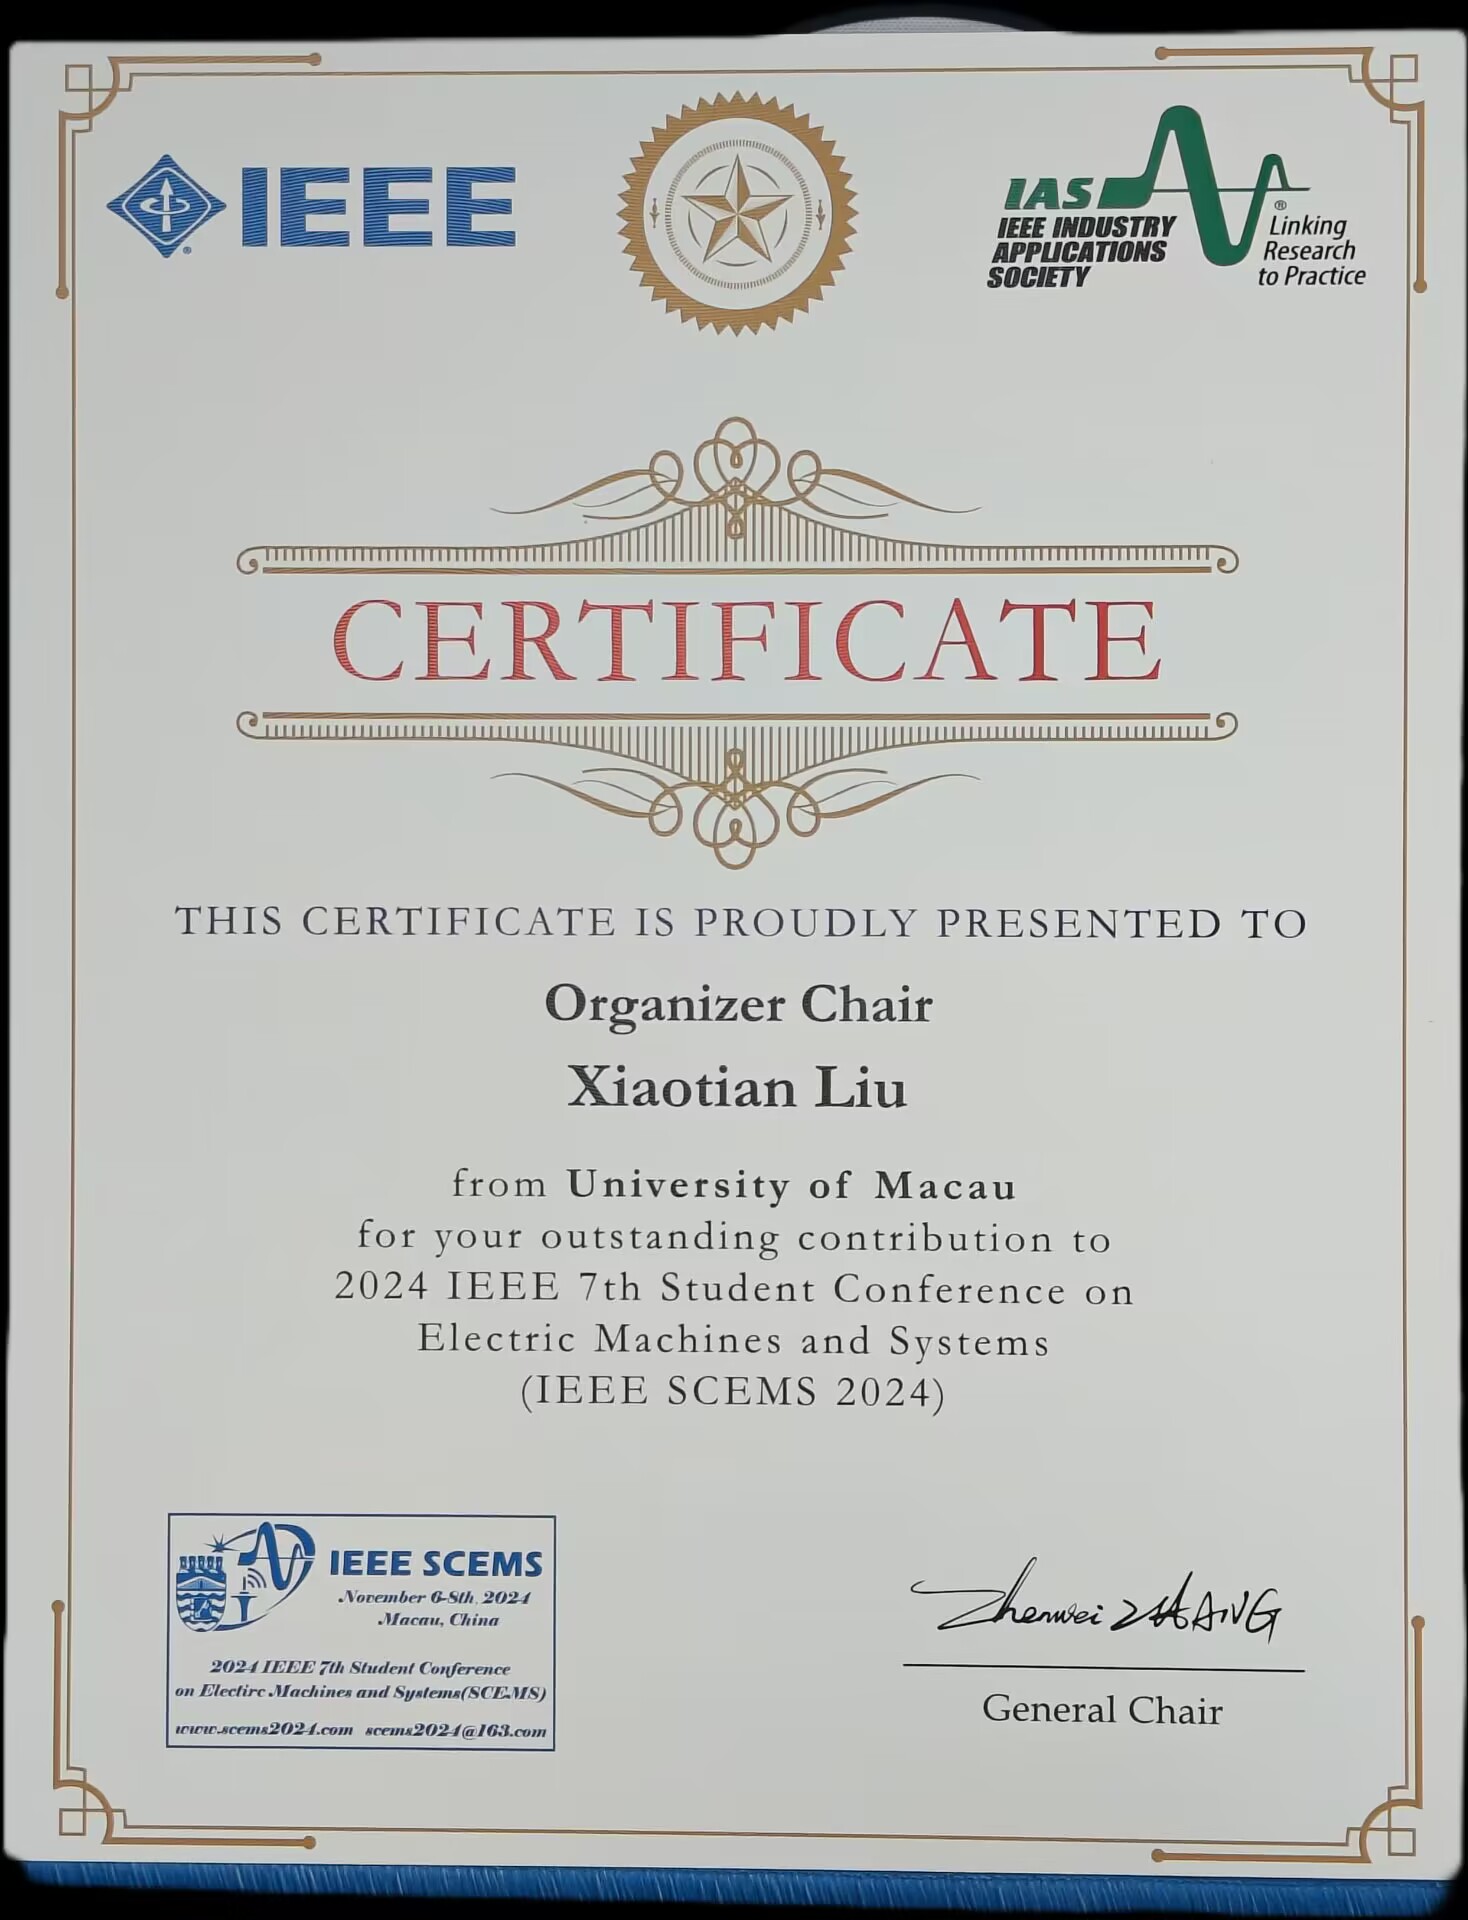 IEEE
IAS
IEEE INDUSTRY
APPLICATIONS
SOCIETY
®
Linking
Research
to Practice
CERTIFICATE
THIS CERTIFICATE IS PROUDLY PRESENTED TO
Organizer Chair
Xiaotian Liu
from University of Macau
for your outstanding contribution to
2024 IEEE 7th Student Conference on
Electric Machines and Systems
(IEEE SCEMS 2024)
IEEE SCEMS
November 6-8th, 2024
Macau, China
2024 IEEE 7th Student Conference
on Electirc Machines and Systems(SCEMS)
www.scems2024.com scems2024@163.com
Zhenwei ZHANG
General Chair